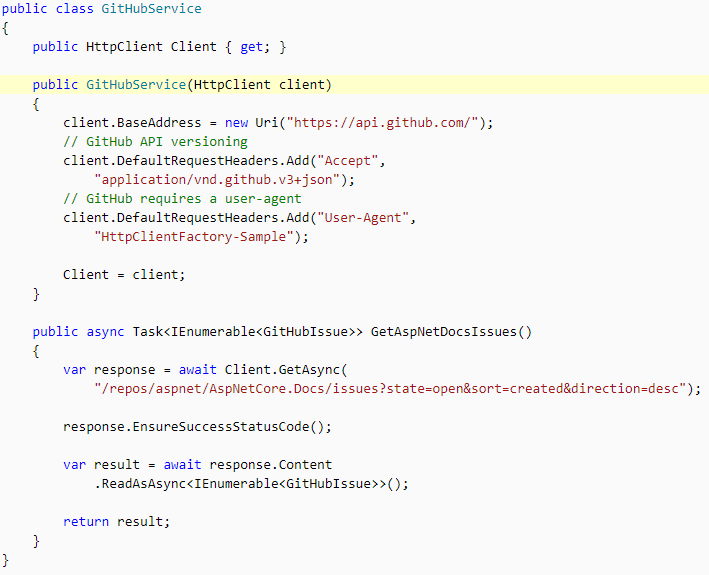 public class GitHubService
{
    public HttpClient Client { get; }

    public GitHubService(HttpClient client)
    {
        client.BaseAddress = new Uri("https://api.github.com/");
        // GitHub API versioning
        client.DefaultRequestHeaders.Add("Accept",
            "application/vnd.github.v3+json");
        // GitHub requires a user-agent
        client.DefaultRequestHeaders.Add("User-Agent",
            "HttpClientFactory-Sample");

        Client = client;
    }

    public async Task<IEnumerable<GitHubIssue>> GetAspNetDocsIssues()
    {
        var response = await Client.GetAsync(
            "/repos/aspnet/AspNetCore.Docs/issues?state=open&sort=created&direction=desc");

        response.EnsureSuccessStatusCode();

        var result = await response.Content
            .ReadAsAsync<IEnumerable<GitHubIssue>>();

        return result;
    }
}